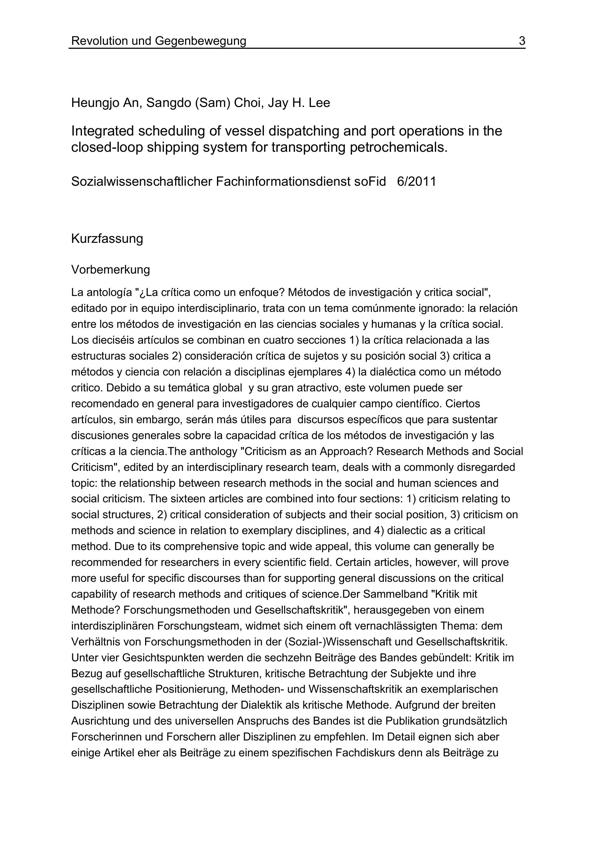 Revolution und Gegenbewegung 3
Heungjo An, Sangdo (Sam) Choi, Jay H. Lee
Integrated scheduling of vessel dispatching and port operations in the
closed-loop shipping system for transporting petrochemicals.
Sozialwissenschaftlicher Fachinformationsdienst soFid 6/2011
Kurzfassung
Vorbemerkung
La antología "¿La crítica como un enfoque? Métodos de investigación y critica social",
editado por in equipo interdisciplinario, trata con un tema comúnmente ignorado: la relación
entre los métodos de investigación en las ciencias sociales y humanas y la crítica social.
Los dieciséis artículos se combinan en cuatro secciones 1) la crítica relacionada a las
estructuras sociales 2) consideración crítica de sujetos y su posición social 3) critica a
métodos y ciencia con relación a disciplinas ejemplares 4) la dialéctica como un método
critico. Debido a su temática global y su gran atractivo, este volumen puede ser
recomendado en general para investigadores de cualquier campo científico. Ciertos
artículos, sin embargo, serán más útiles para discursos específicos que para sustentar
discusiones generales sobre la capacidad crítica de los métodos de investigación y las
críticas a la ciencia.The anthology "Criticism as an Approach? Research Methods and Social
Criticism", edited by an interdisciplinary research team, deals with a commonly disregarded
topic: the relationship between research methods in the social and human sciences and
social criticism. The sixteen articles are combined into four sections: 1) criticism relating to
social structures, 2) critical consideration of subjects and their social position, 3) criticism on
methods and science in relation to exemplary disciplines, and 4) dialectic as a critical
method. Due to its comprehensive topic and wide appeal, this volume can generally be
recommended for researchers in every scientific field. Certain articles, however, will prove
more useful for specific discourses than for supporting general discussions on the critical
capability of research methods and critiques of science.Der Sammelband "Kritik mit
Methode? Forschungsmethoden und Gesellschaftskritik", herausgegeben von einem
interdisziplinären Forschungsteam, widmet sich einem oft vernachlässigten Thema: dem
Verhältnis von Forschungsmethoden in der (Sozial-)Wissenschaft und Gesellschaftskritik.
Unter vier Gesichtspunkten werden die sechzehn Beiträge des Bandes gebündelt: Kritik im
Bezug auf gesellschaftliche Strukturen, kritische Betrachtung der Subjekte und ihre
gesellschaftliche Positionierung, Methoden- und Wissenschaftskritik an exemplarischen
Disziplinen sowie Betrachtung der Dialektik als kritische Methode. Aufgrund der breiten
Ausrichtung und des universellen Anspruchs des Bandes ist die Publikation grundsätzlich
Forscherinnen und Forschern aller Disziplinen zu empfehlen. Im Detail eignen sich aber
einige Artikel eher als Beiträge zu einem spezifischen Fachdiskurs denn als Beiträge zu